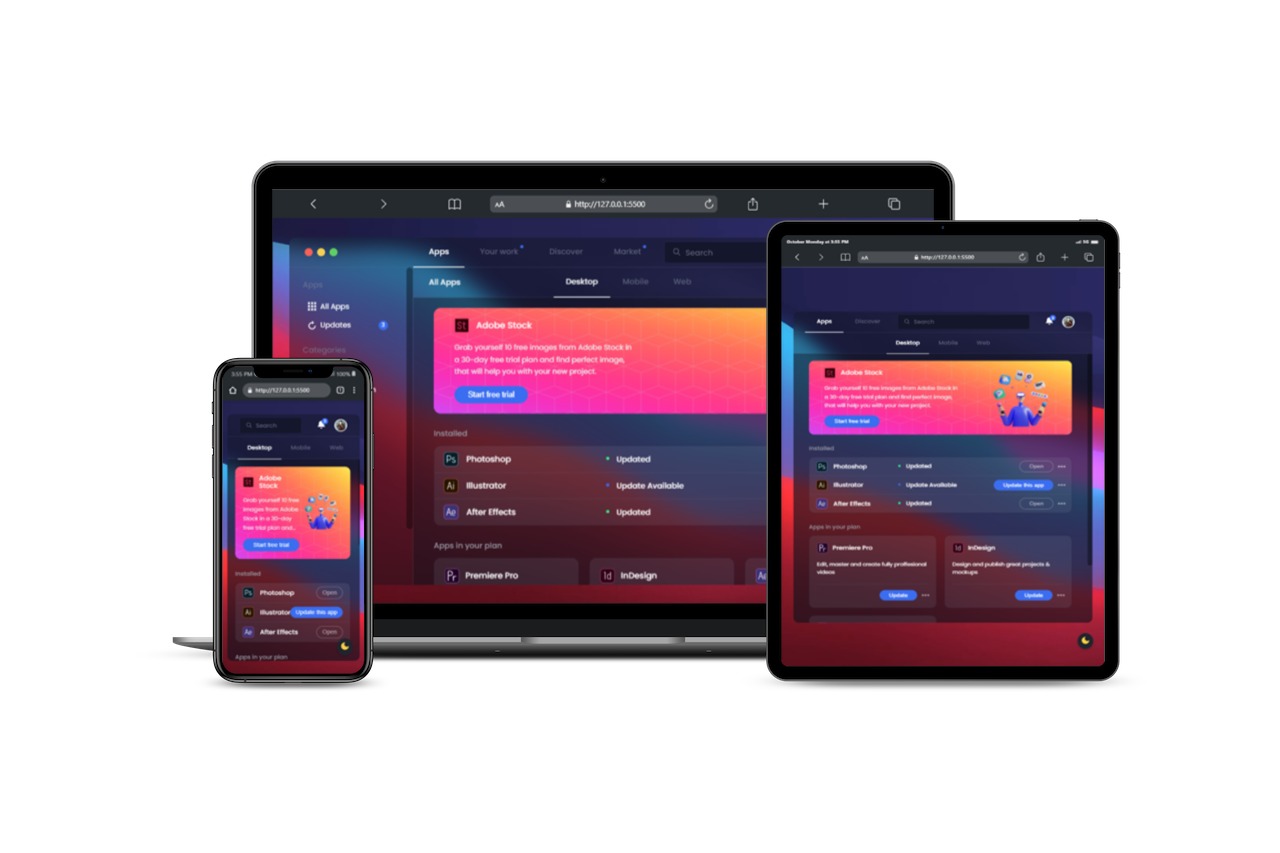 AA http://127.0.0.1:5500
Apps Your work Discover Market Search
Apps
All Apps
Updates 3
Categories
All Apps Desktop Mobile Web
St Adobe Stock
Grab yourself 10 free images from Adobe Stock in
a 30-day free trial plan and find perfect image,
that will help you with your new project.
Start free trial
Installed
Ps Photoshop Updated
Ai Illustrator Update Available
Ae After Effects Updated
Apps in your plan
Pr Premiere Pro Id InDesign Ae
3:55 PM 100%
http://127.0.0.1:5500
Search
Desktop Mobile Web
Adobe
Stock
Grab yourself 10 free
images from Adobe
Stock in a 30-day
free trial plan and...
Start free trial
Installed
Ps Photoshop Open
Ai Illustrator Update this app
Ae After Effects Open
Apps in your plan
October Monday at 5:55 PM 5G
AA http://127.0.0.1:5500
Apps Discover Search
Desktop Mobile Web
Adobe Stock
Grab yourself 10 free images from Adobe Stock in
a 30-day free trial plan and find perfect image,
that will help you with your new project.
Start free trial
Installed
Ps Photoshop Updated Open
Ai Illustrator Update Available Update this app
Ae After Effects Updated Open
Apps in your plan
Pr Premiere Pro
Edit, master and create fully proffesional
videos
Update
Id InDesign
Design and publish great projects &
mockups
Update